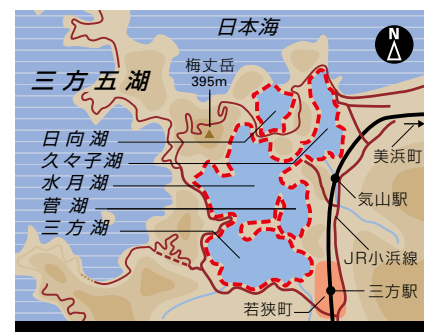 日本海
N
梅丈岳
395m
三方五湖
日向湖
久々子湖
水月湖
菅湖
三方湖
美浜町
気山駅
JR小浜線
三方駅
若狭町